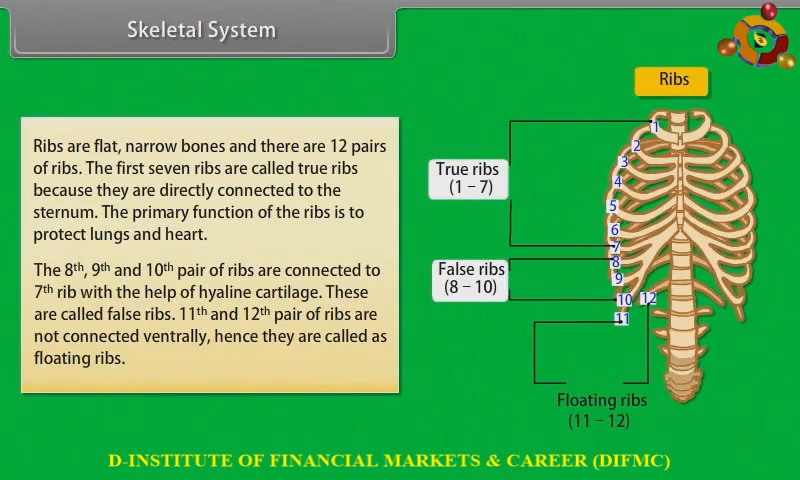 Skeletal System
Ribs
Ribs are flat, narrow bones and there are 12 pairs
of ribs. The first seven ribs are called true ribs
because they are directly connected to the
sternum. The primary function of the ribs is to
protect lungs and heart.
The 8th, 9th and 10th pair of ribs are connected to
7th rib with the help of hyaline cartilage. These
are called false ribs. 11th and 12th pair of ribs are
not connected ventrally, hence they are called as
floating ribs.
True ribs
(1 – 7)
False ribs
(8 – 10)
1
2
3
4
5
6
7
8
9
10
12
11
Floating ribs
(11 – 12)
D-INSTITUTE OF FINANCIAL MARKETS & CAREER (DIFMC)